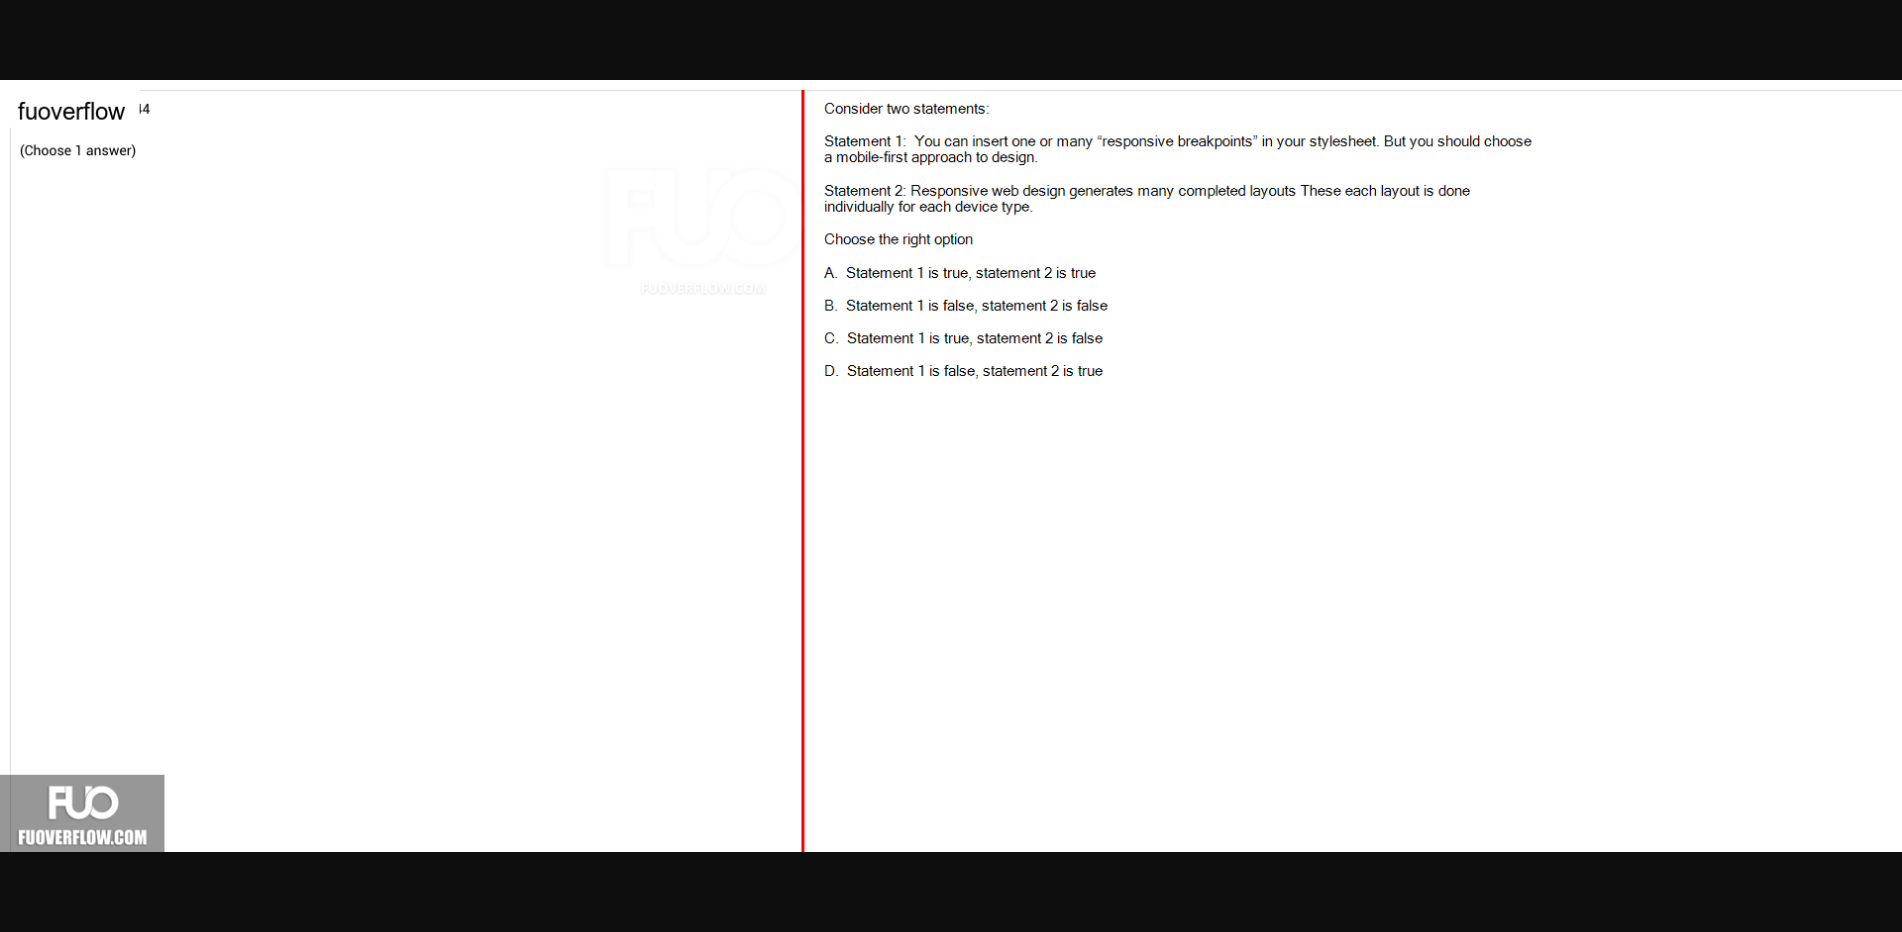 fuoverflow 44
(Choose 1 answer)
FUO
FUOVERFLOW.COM
Consider two statements:
Statement 1:  You can insert one or many “responsive breakpoints” in your stylesheet. But you should choose
a mobile-first approach to design.
Statement 2: Responsive web design generates many completed layouts These each layout is done
individually for each device type.
Choose the right option
A.  Statement 1 is true, statement 2 is true
B.  Statement 1 is false, statement 2 is false
C.  Statement 1 is true, statement 2 is false
D.  Statement 1 is false, statement 2 is true
FUO
FUOVERFLOW.COM